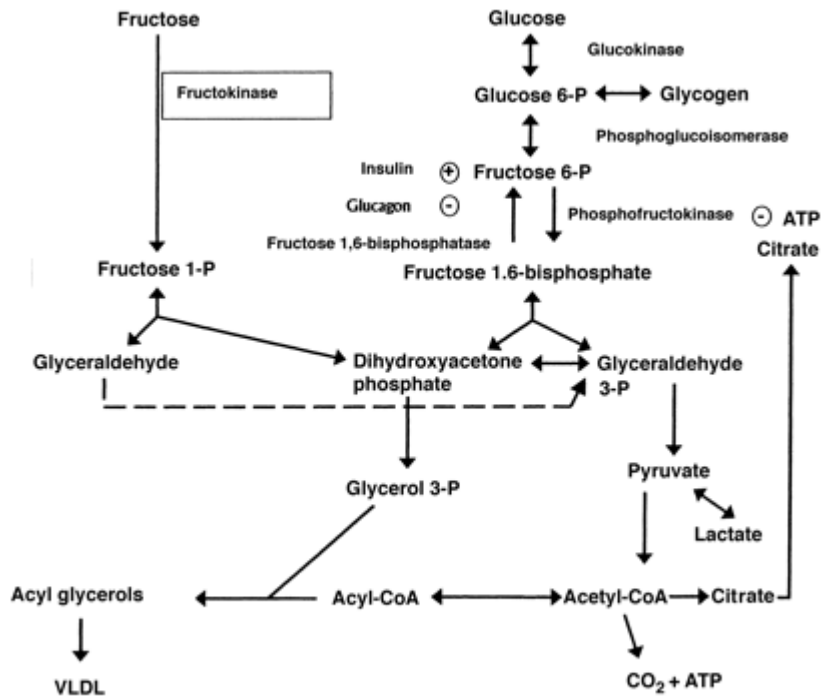 Fructose
Glucose
Glucokinase
Fructokinase
Glucose 6-P
Glycogen
Phosphoglucoisomerase
Insulin
+
Fructose 6-P
Glucagon
-
Phosphofructokinase
- ATP
Citrate
Fructose 1,6-bisphosphatase
Fructose 1-P
Fructose 1.6-bisphosphate
Glyceraldehyde
Dihydroxyacetone
phosphate
Glyceraldehyde
3-P
Pyruvate
Glycerol 3-P
Lactate
Acyl glycerols
Acyl-CoA
Acetyl-CoA
Citrate
VLDL
CO₂ + ATP